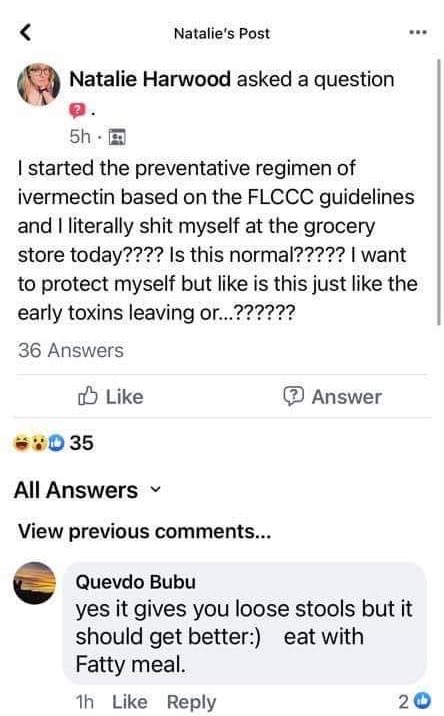 Natalie's Post
Natalie Harwood asked a question
.
5h ·
I started the preventative regimen of
ivermectin based on the FLCCC guidelines
and I literally shit myself at the grocery
store today???? Is this normal????? I want
to protect myself but like is this just like the
early toxins leaving or...??????
36 Answers
Like
Answer
35
All Answers
View previous comments...
Quevdo Bubu
yes it gives you loose stools but it
should get better:) eat with
Fatty meal.
1h Like Reply 2